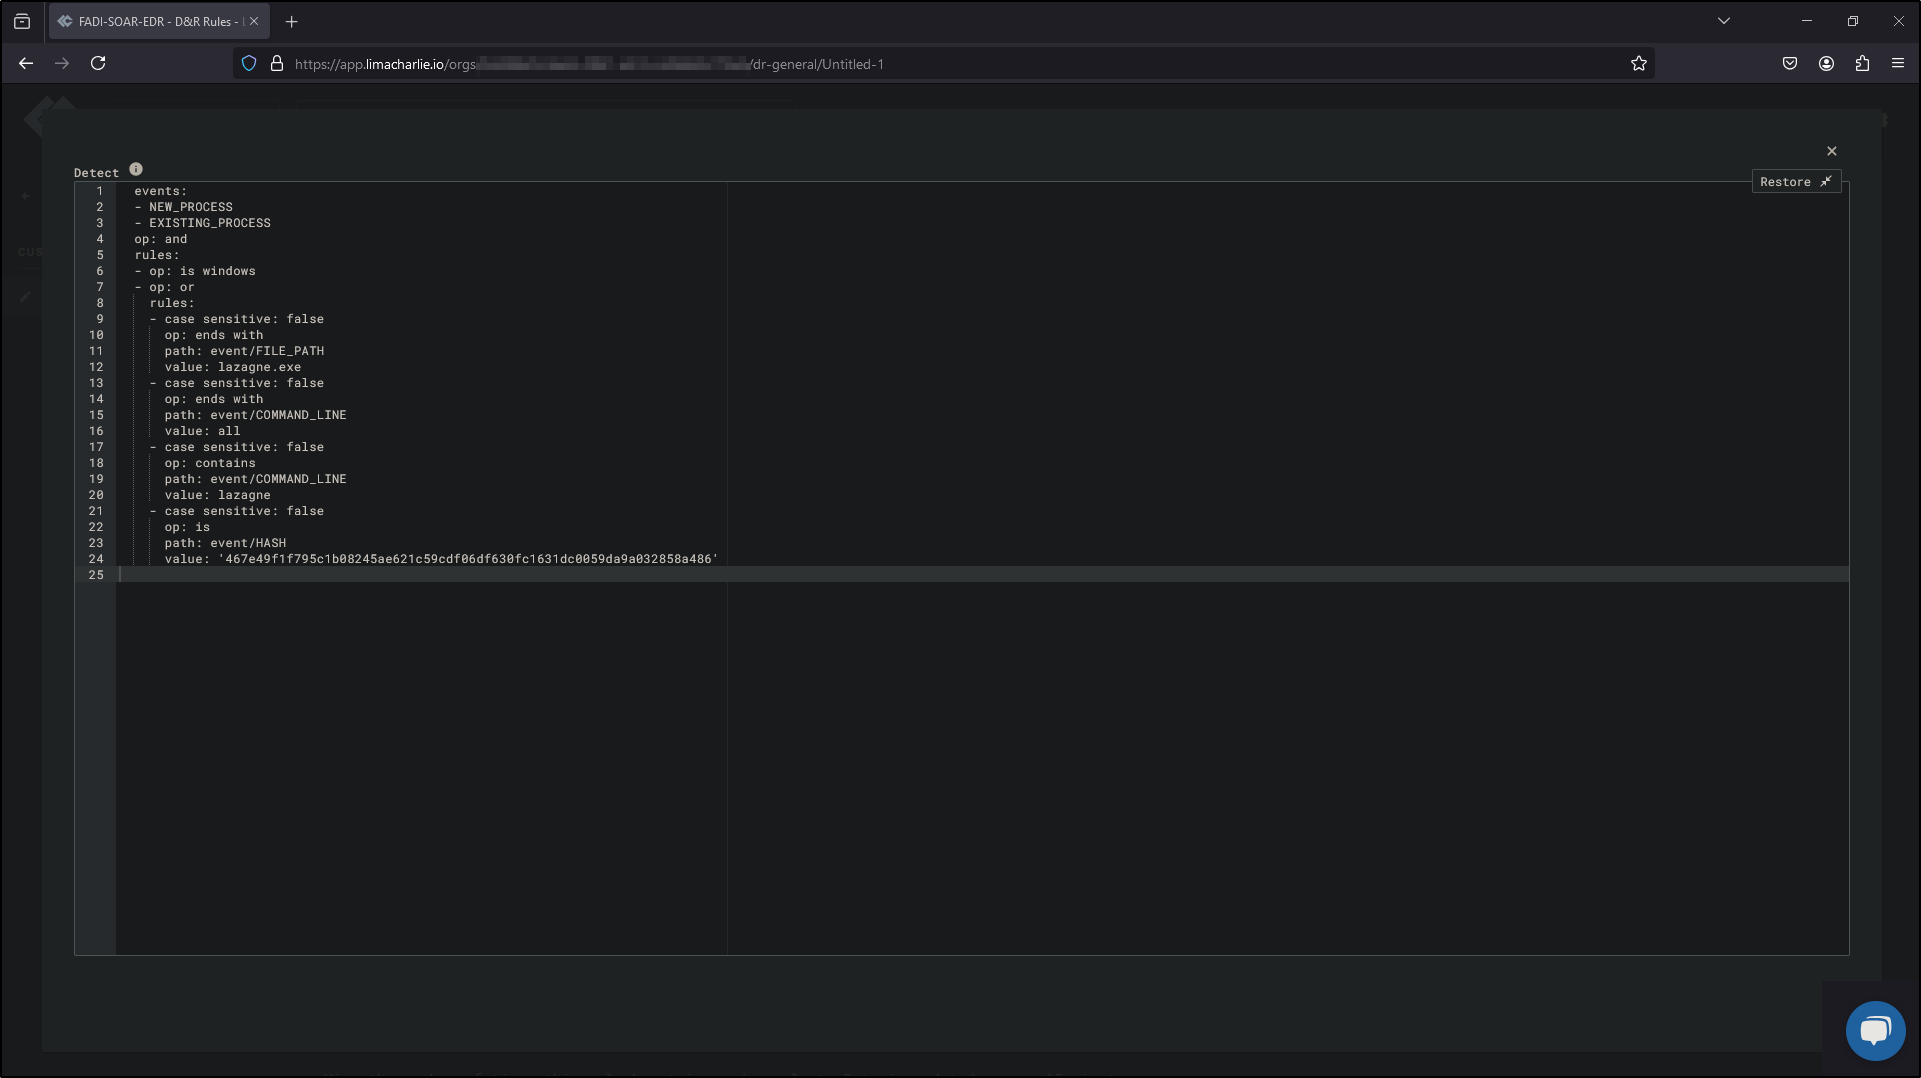 FADI-SOAR-EDR - D&R Rules - L
https://app.limacharlie.io/orgs /dr-general/Untitled-1
CUS
Detect
Restore
1 events:
2 - NEW_PROCESS
3 - EXISTING_PROCESS
4 op: and
5 rules:
6 - op: is windows
7 - op: or
8 rules:
9 - case sensitive: false
10 op: ends with
11 path: event/FILE_PATH
12 value: lazagne.exe
13 - case sensitive: false
14 op: ends with
15 path: event/COMMAND_LINE
16 value: all
17 - case sensitive: false
18 op: contains
19 path: event/COMMAND_LINE
20 value: lazagne
21 - case sensitive: false
22 op: is
23 path: event/HASH
24 value: '467e49f1f795c1b08245ae621c59cdf06df630fc1631dc0059da9a032858a486'
25